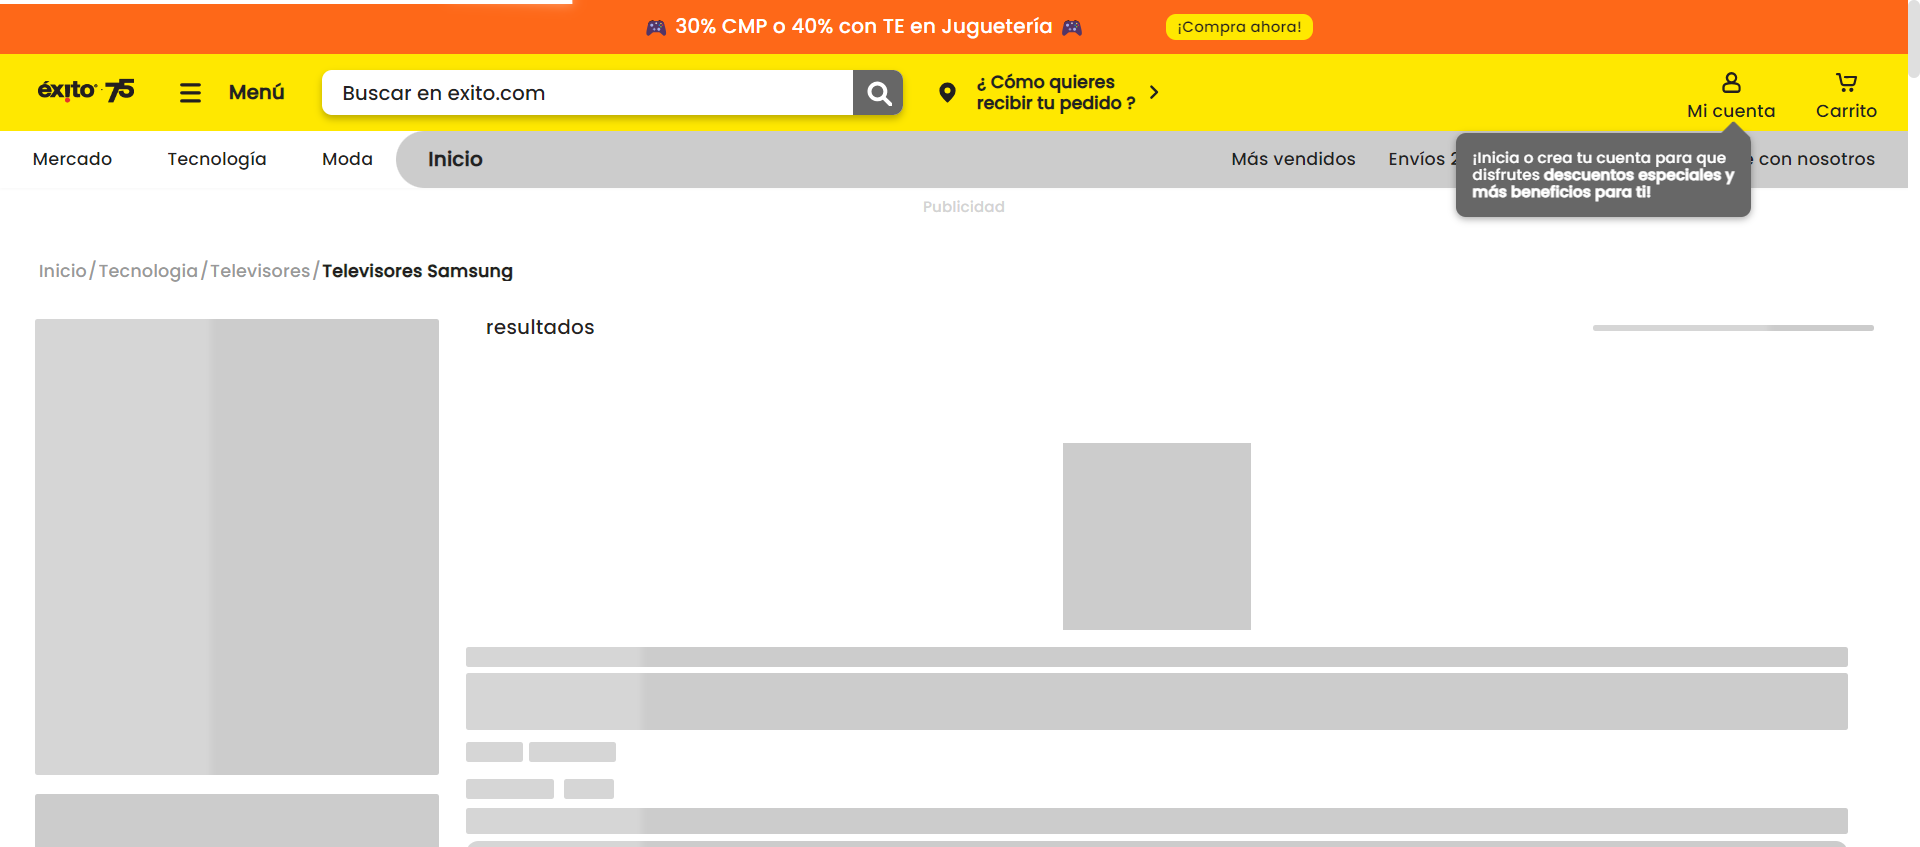 30% CMP o 40% con TE en Juguetería
¡Compra ahora!
éxito 75
Menú
Buscar en exito.com
¿ Cómo quieres
recibir tu pedido ?
Mi cuenta
Carrito
Mercado
Tecnología
Moda
Inicio
Más vendidos
Envíos
con nosotros
¡Inicia o crea tu cuenta para que
disfrutes descuentos especiales y
más beneficios para ti!
Publicidad
Inicio/Tecnologia/Televisores/Televisores Samsung
resultados